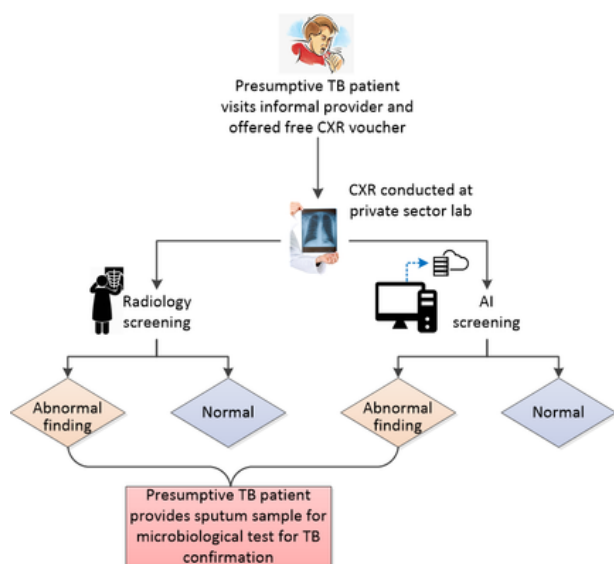 Presumptive TB patient
visits informal provider and
offered free CXR voucher
CXR conducted at
private sector lab
Radiology
screening
AI
screening
Abnormal
finding
Normal
Abnormal
finding
Normal
Presumptive TB patient
provides sputum sample for
microbiological test for TB
confirmation